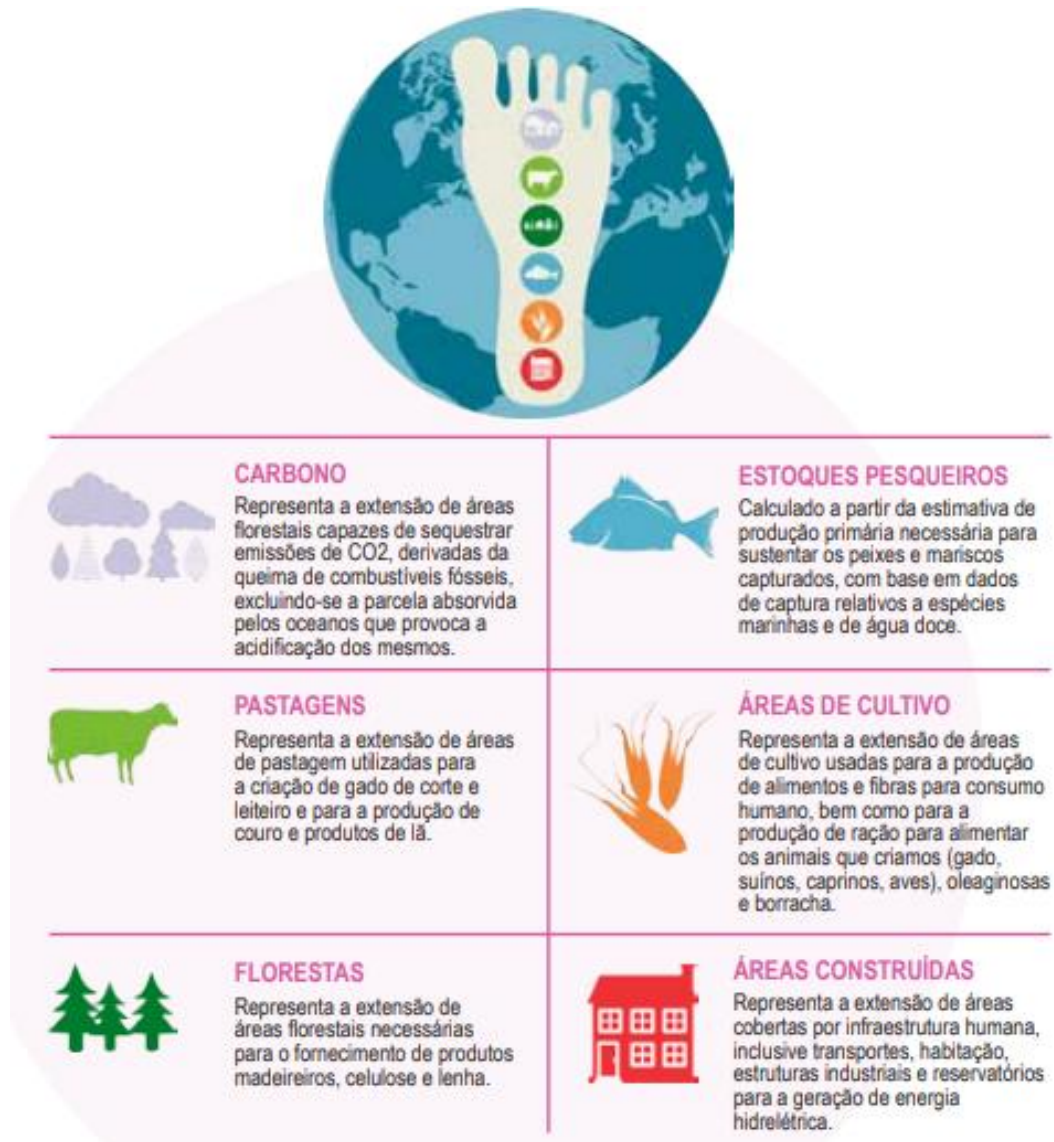 CARBONO
Representa a extensão de áreas
florestais capazes de sequestrar
emissões de CO2, derivadas da
queima de combustíveis fósseis,
excluindo-se a parcela absorvida
pelos oceanos que provoca a
acidificação dos mesmos.
ESTOQUES PESQUEIROS
Calculado a partir da estimativa de
produção primária necessária para
sustentar os peixes e mariscos
capturados, com base em dados
de captura relativos a espécies
marinhas e de água doce.
PASTAGENS
Representa a extensão de áreas
de pastagem utilizadas para
a criação de gado de corte e
leiteiro e para a produção de
couro e produtos de lã.
ÁREAS DE CULTIVO
Representa a extensão de áreas
de cultivo usadas para a produção
de alimentos e fibras para consumo
humano, bem como para a
produção de ração para alimentar
os animais que criamos (gado,
suínos, caprinos, aves), oleaginosas
e borracha.
FLORESTAS
Representa a extensão de
áreas florestais necessárias
para o fornecimento de produtos
madeireiros, celulose e lenha.
ÁREAS CONSTRUÍDAS
Representa a extensão de áreas
cobertas por infraestrutura humana,
inclusive transportes, habitação,
estruturas industriais e reservatórios
para a geração de energia
hidrelétrica.